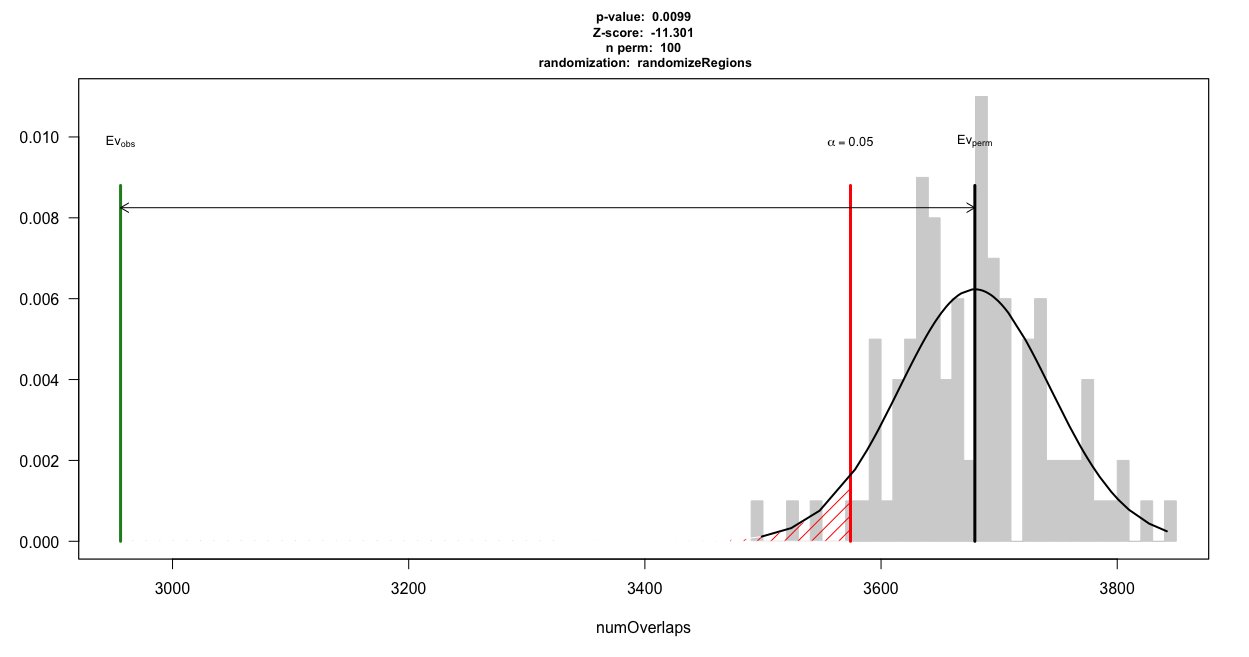 p-value: 0.0099
Z-score: -11.301
n perm: 100
randomization: randomizeRegions
0.010
0.008
0.006
0.004
0.002
0.000
Evobs
α = 0.05
Evperm
3000 3200 3400 3600 3800
numOverlaps